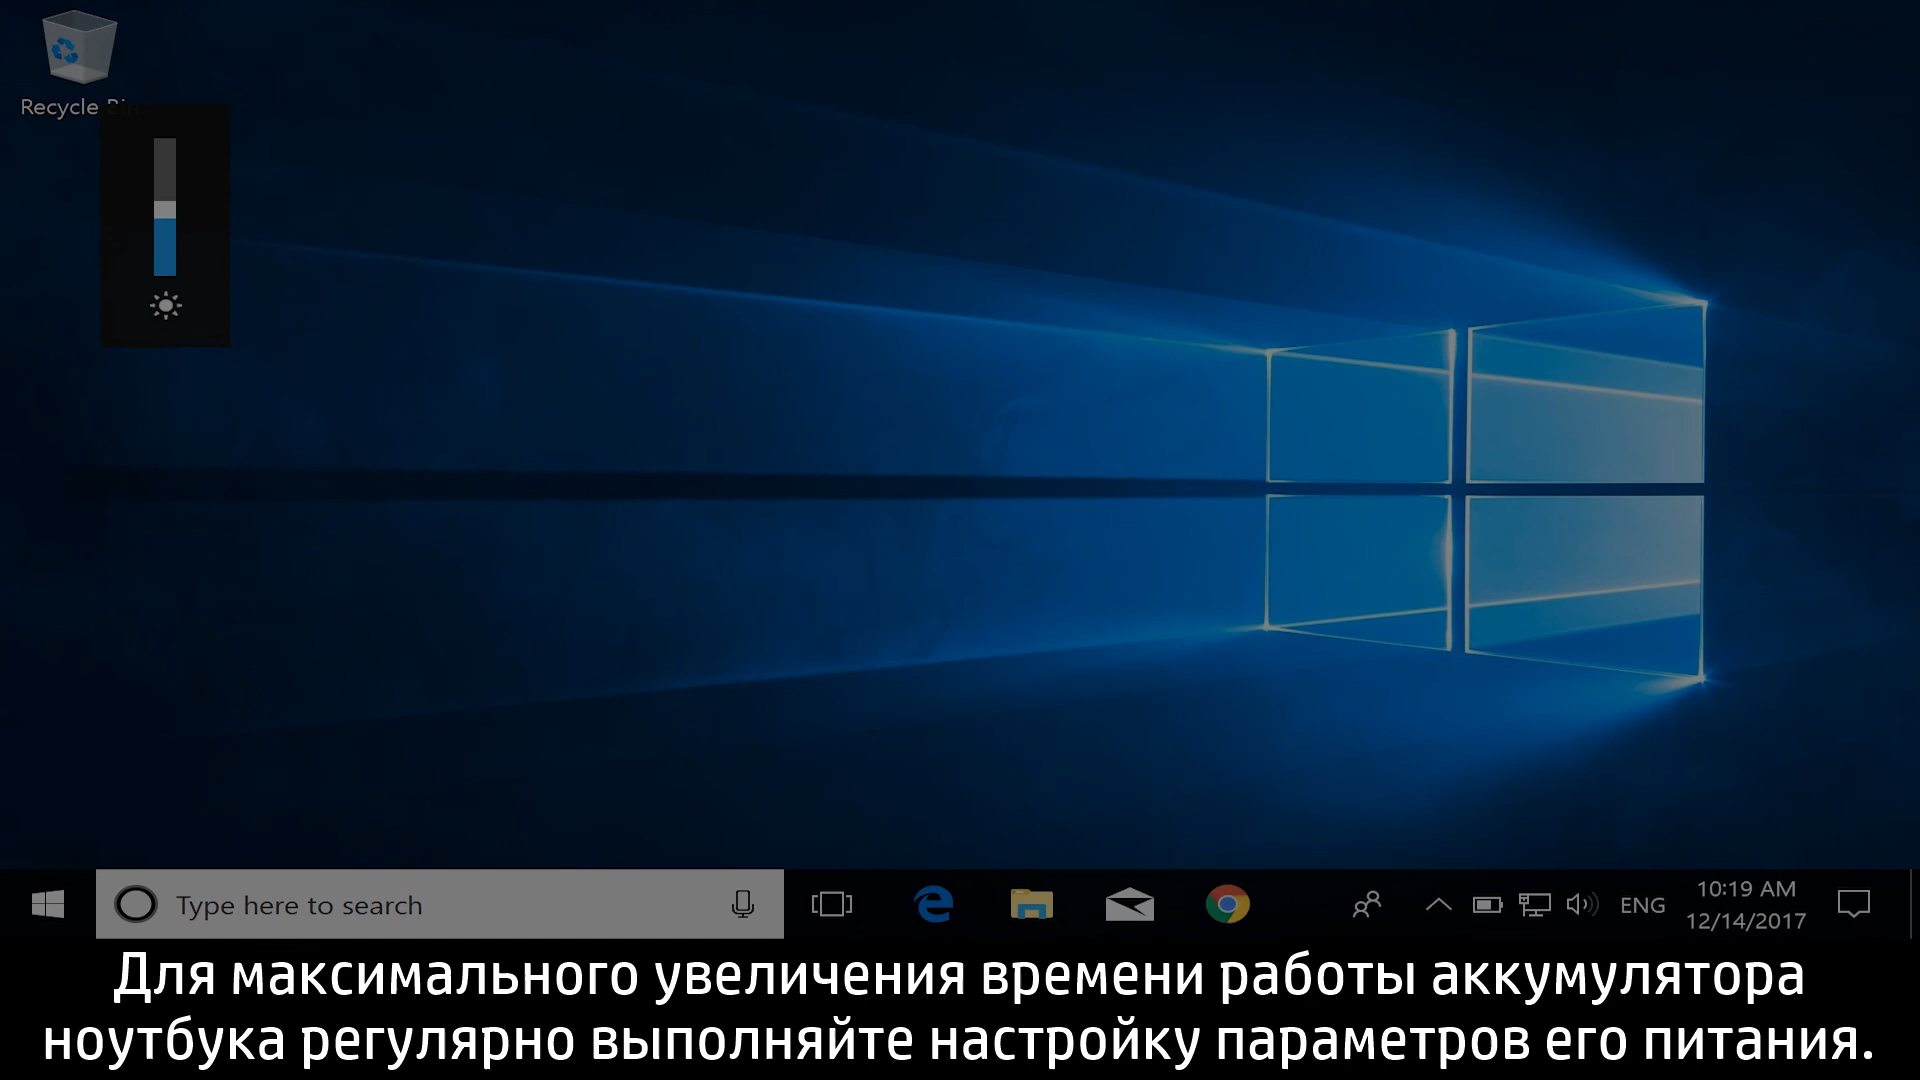 Recycle Bin
Type here to search
ENG
10:19 AM
12/14/2017
Для максимального увеличения времени работы аккумулятора
ноутбука регулярно выполняйте настройку параметров его питания.